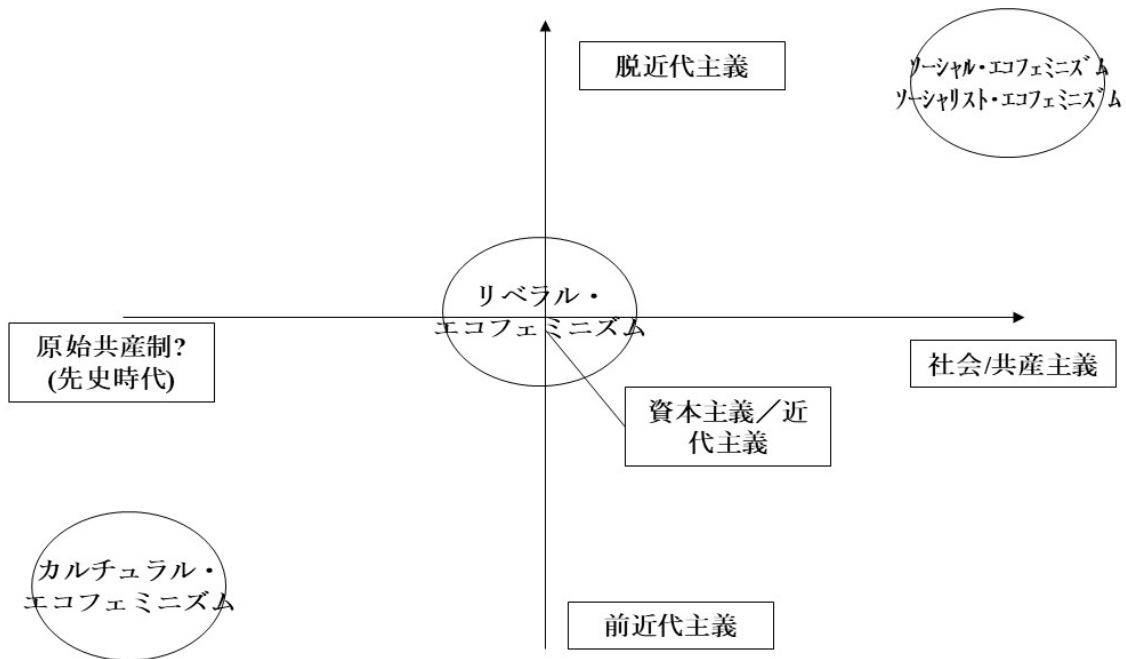 脱近代主義
ソーシャル・エコフェミニズム
ソーシャリスト・エコフェミニズム
リベラル・
エコフェミニズム
原始共産制?
(先史時代)
社会/共産主義
資本主義／近
代主義
カルチュラル・
エコフェミニズム
前近代主義